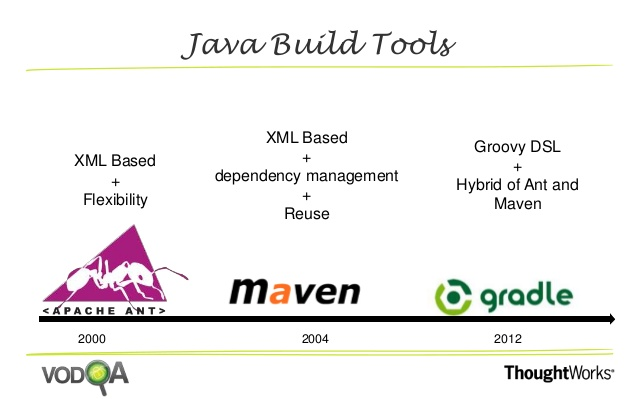 Java Build Tools
XML Based
+
Flexibility
XML Based
+
dependency management
+
Reuse
Groovy DSL
+
Hybrid of Ant and
Maven
<APACHE ANT>
maven
gradle
2000
2004
2012
VODQA
ThoughtWorks®